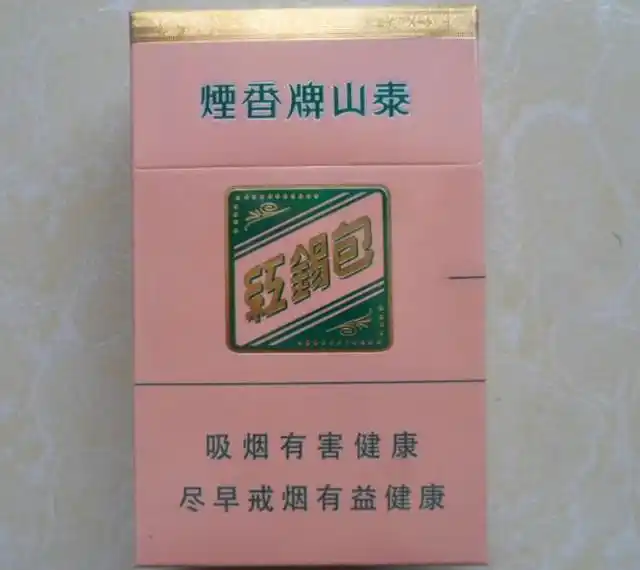 泰山牌香煙
紅錫包
吸烟有害健康
尽早戒烟有益健康